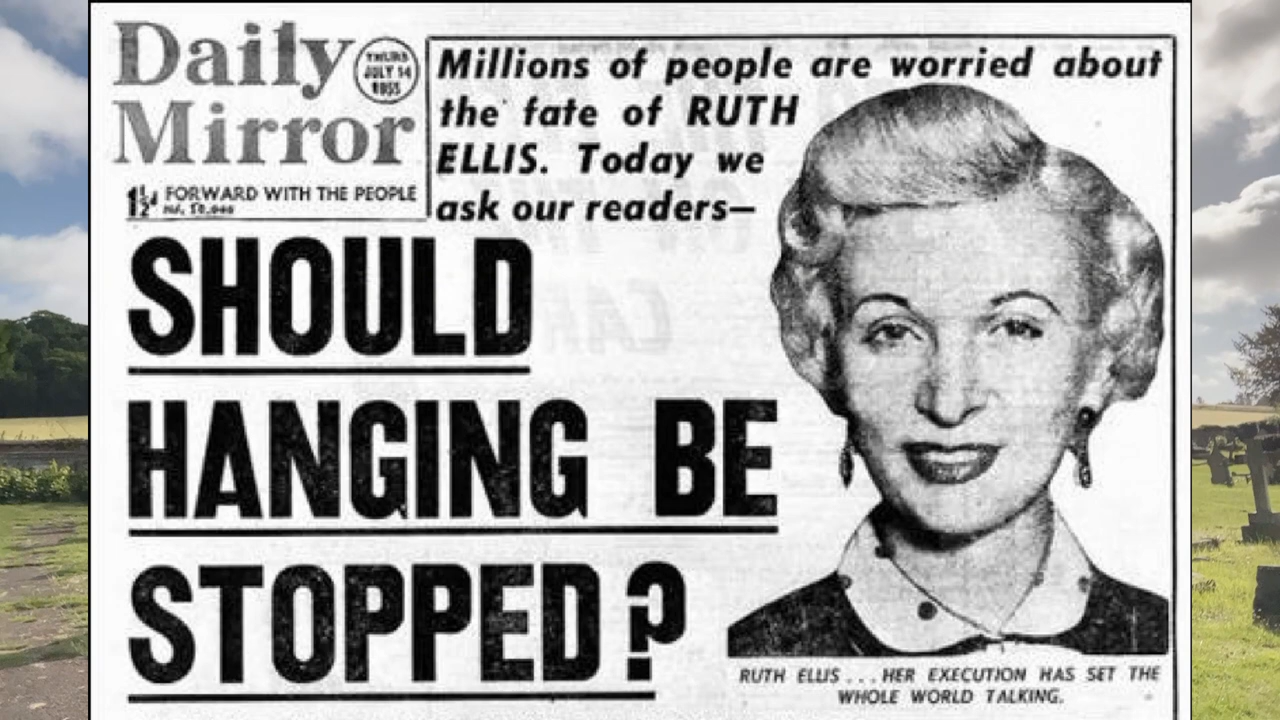 Daily
Mirror
THURS
JULY 14
1955
1½d FORWARD WITH THE PEOPLE
No.
Millions of people are worried about
the fate of RUTH
ELLIS. Today we
ask our readers—
SHOULD
HANGING BE
STOPPED?
RUTH ELLIS . . . HER EXECUTION HAS SET THE
WHOLE WORLD TALKING.